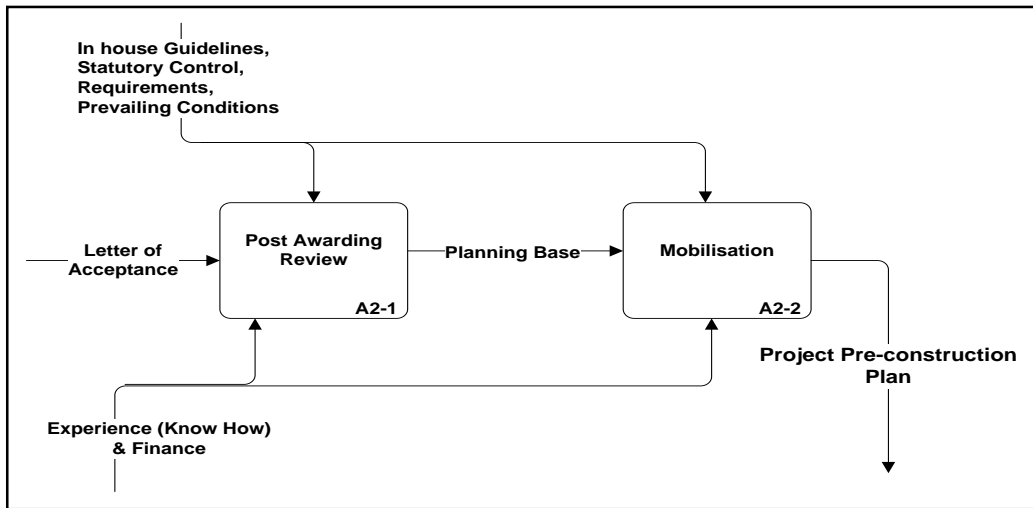 In house Guidelines,
Statutory Control,
Requirements,
Prevailing Conditions
Letter of
Acceptance
Post Awarding
Review
A2-1
Planning Base
Mobilisation
A2-2
Project Pre-construction
Plan
Experience (Know How)
& Finance